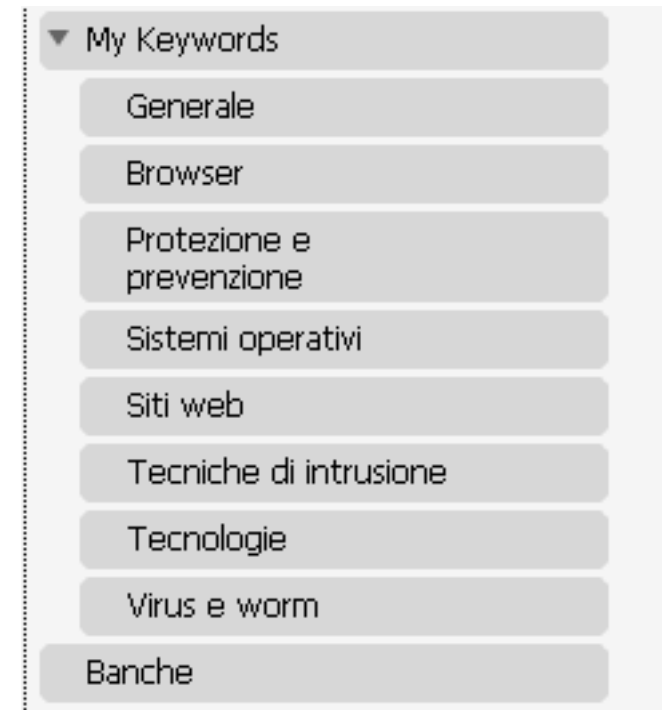 My Keywords
Generale
Browser
Protezione e
prevenzione
Sistemi operativi
Siti web
Tecniche di intrusione
Tecnologie
Virus e worm
Banche